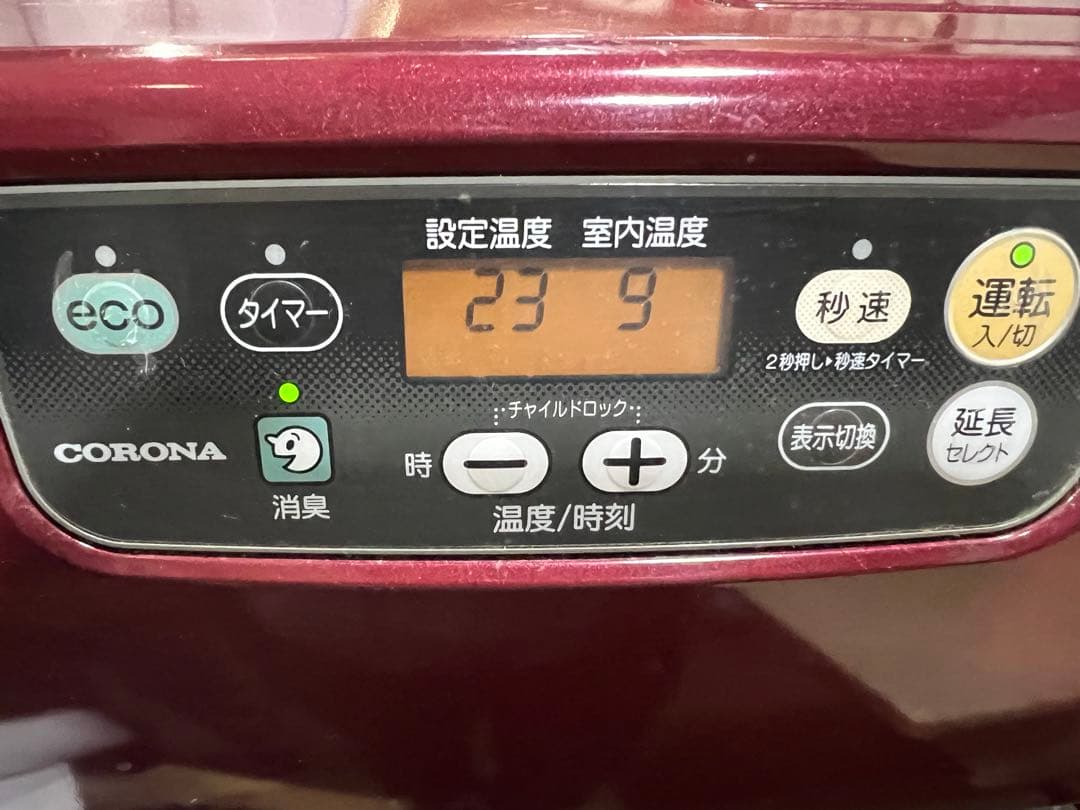 設定温度 室内温度
23 9
eco
タイマー
秒速
2秒押し▶秒速タイマー
運転
入/切
CORONA
消臭
チャイルドロック
時 − + 分
温度/時刻
表示切換
延長
セレクト